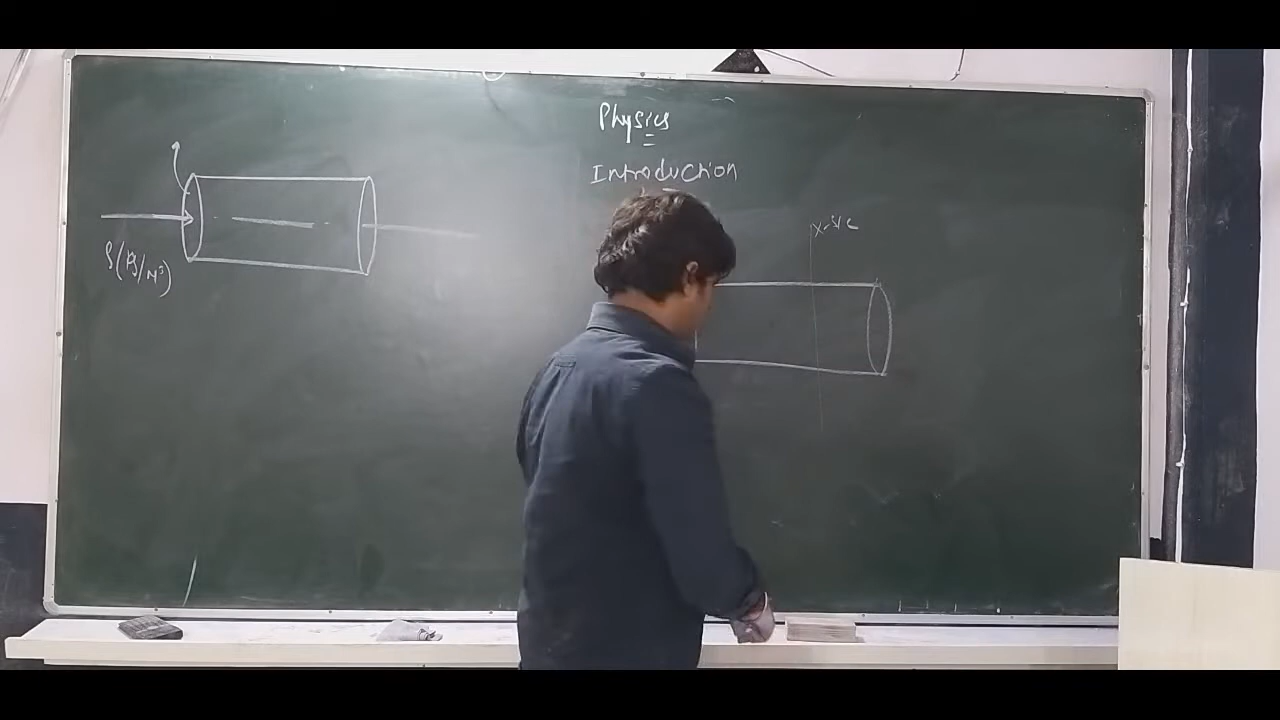 Physics
Introduction
X-S/C
ρ(Kg/M³)